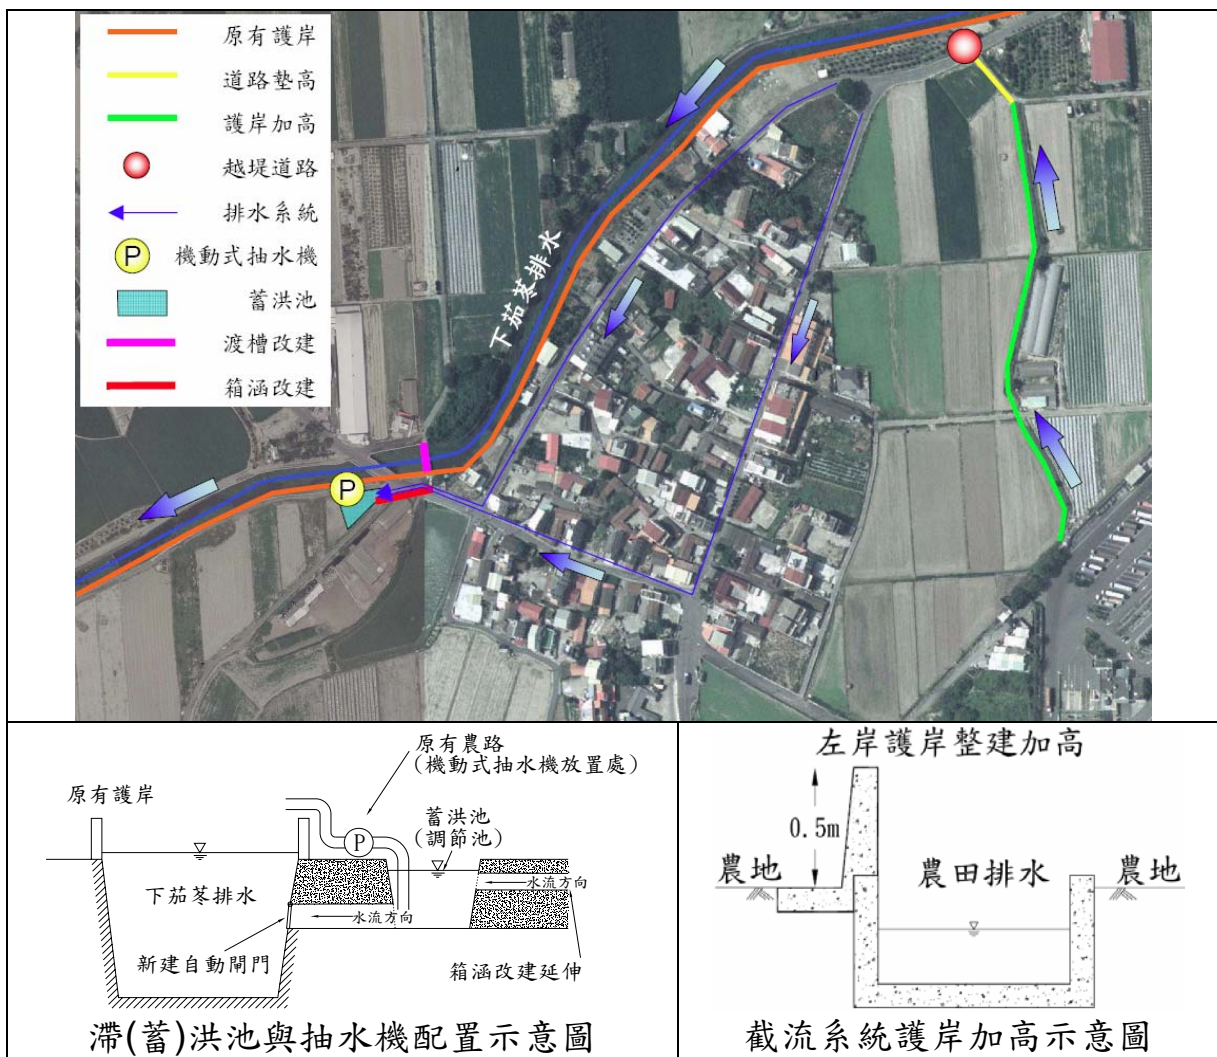 原有護岸
道路墊高
護岸加高
越堤道路
排水系統
P
機動式抽水機
蓄洪池
渡槽改建
箱涵改建
下茄苳排水
P
原有護岸
原有農路
(機動式抽水機放置處)
蓄洪池
(調節池)
P
下茄苳排水
水流方向
水流方向
新建自動閘門
箱涵改建延伸
滯(蓄)洪池與抽水機配置示意圖
左岸護岸整建加高
0.5m
農地
農田排水
農地
截流系統護岸加高示意圖